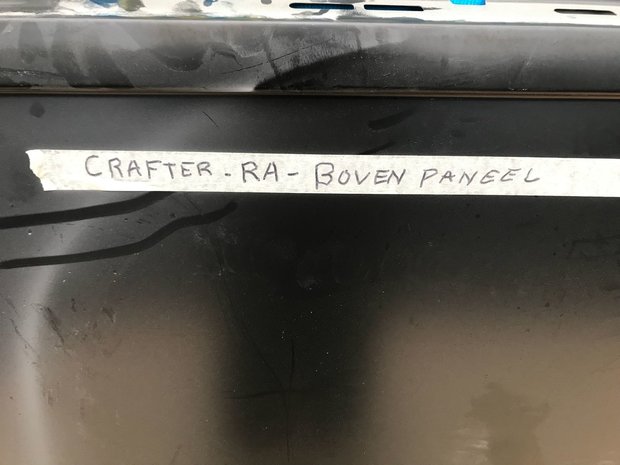 CRAFTER - RA - BOVEN PANEEL